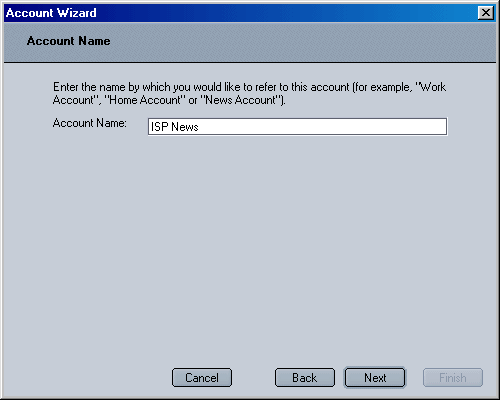 Account Wizard
Account Name
Enter the name by which you would like to refer to this account (for example, "Work
Account", "Home Account" or "News Account").
Account Name: ISP News
Cancel Back Next Finish